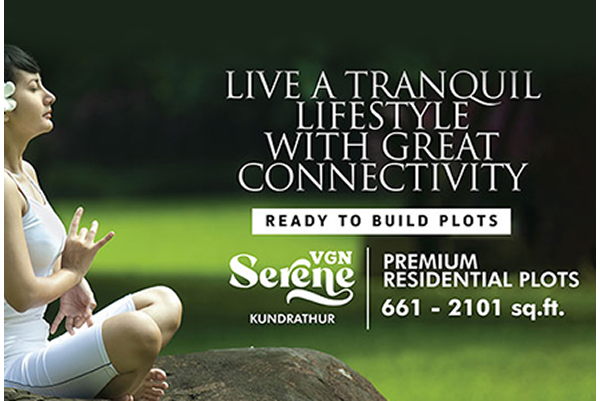 LIVE A TRANQUIL
LIFESTYLE
WITH GREAT
CONNECTIVITY
READY TO BUILD PLOTS
VGN
Serene
KUNDRATHUR
PREMIUM
RESIDENTIAL PLOTS
661 - 2101 sq.ft.